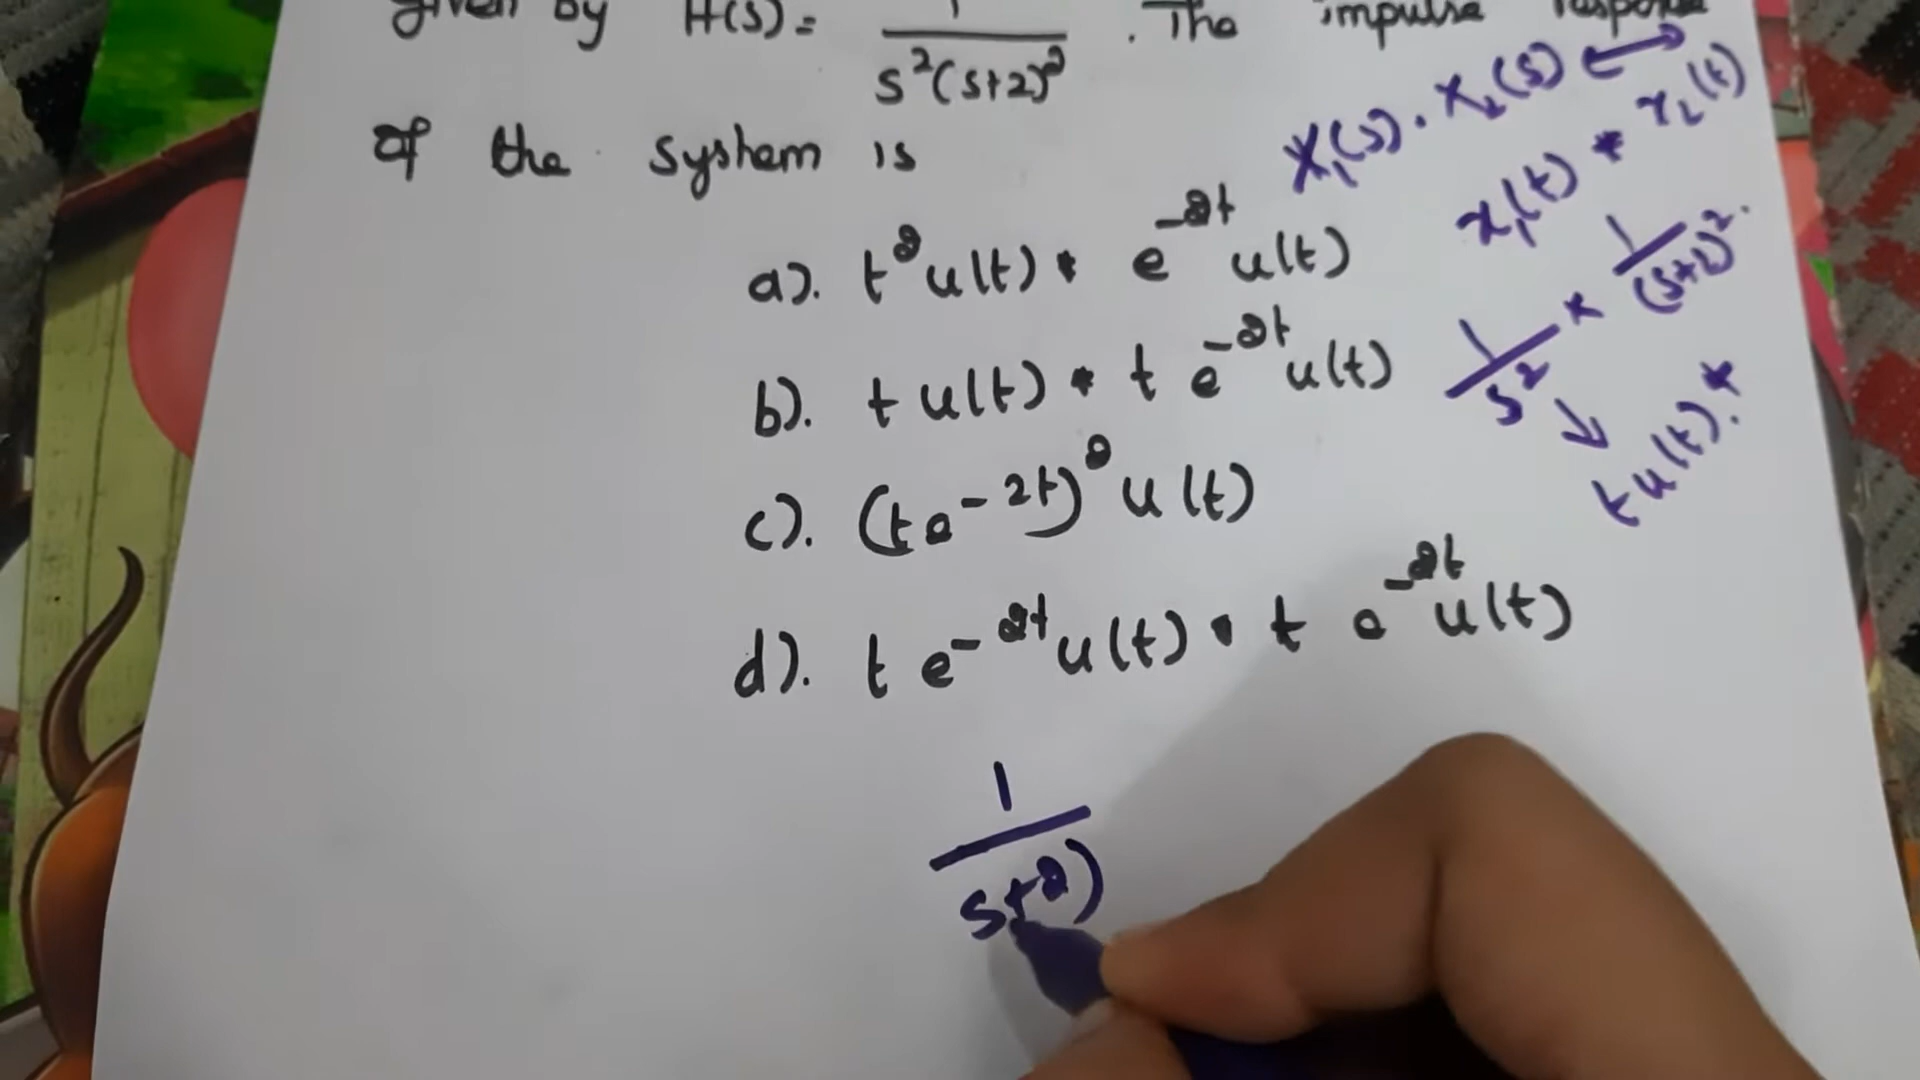 given by H(s) = 1/s²(s+2)² . The impulse response
of the system is
a). t²u(t) * e^-2t u(t)
b). t u(t) * t e^-2t u(t)
c). (t e^-2t)² u(t)
d). t e^-2t u(t) * t e^-2t u(t)
X₁(s) . X₂(s) ↔
x₁(t) * x₂(t)
1/s² * 1/(s+2)²
→ t u(t) . *
1/s+2)